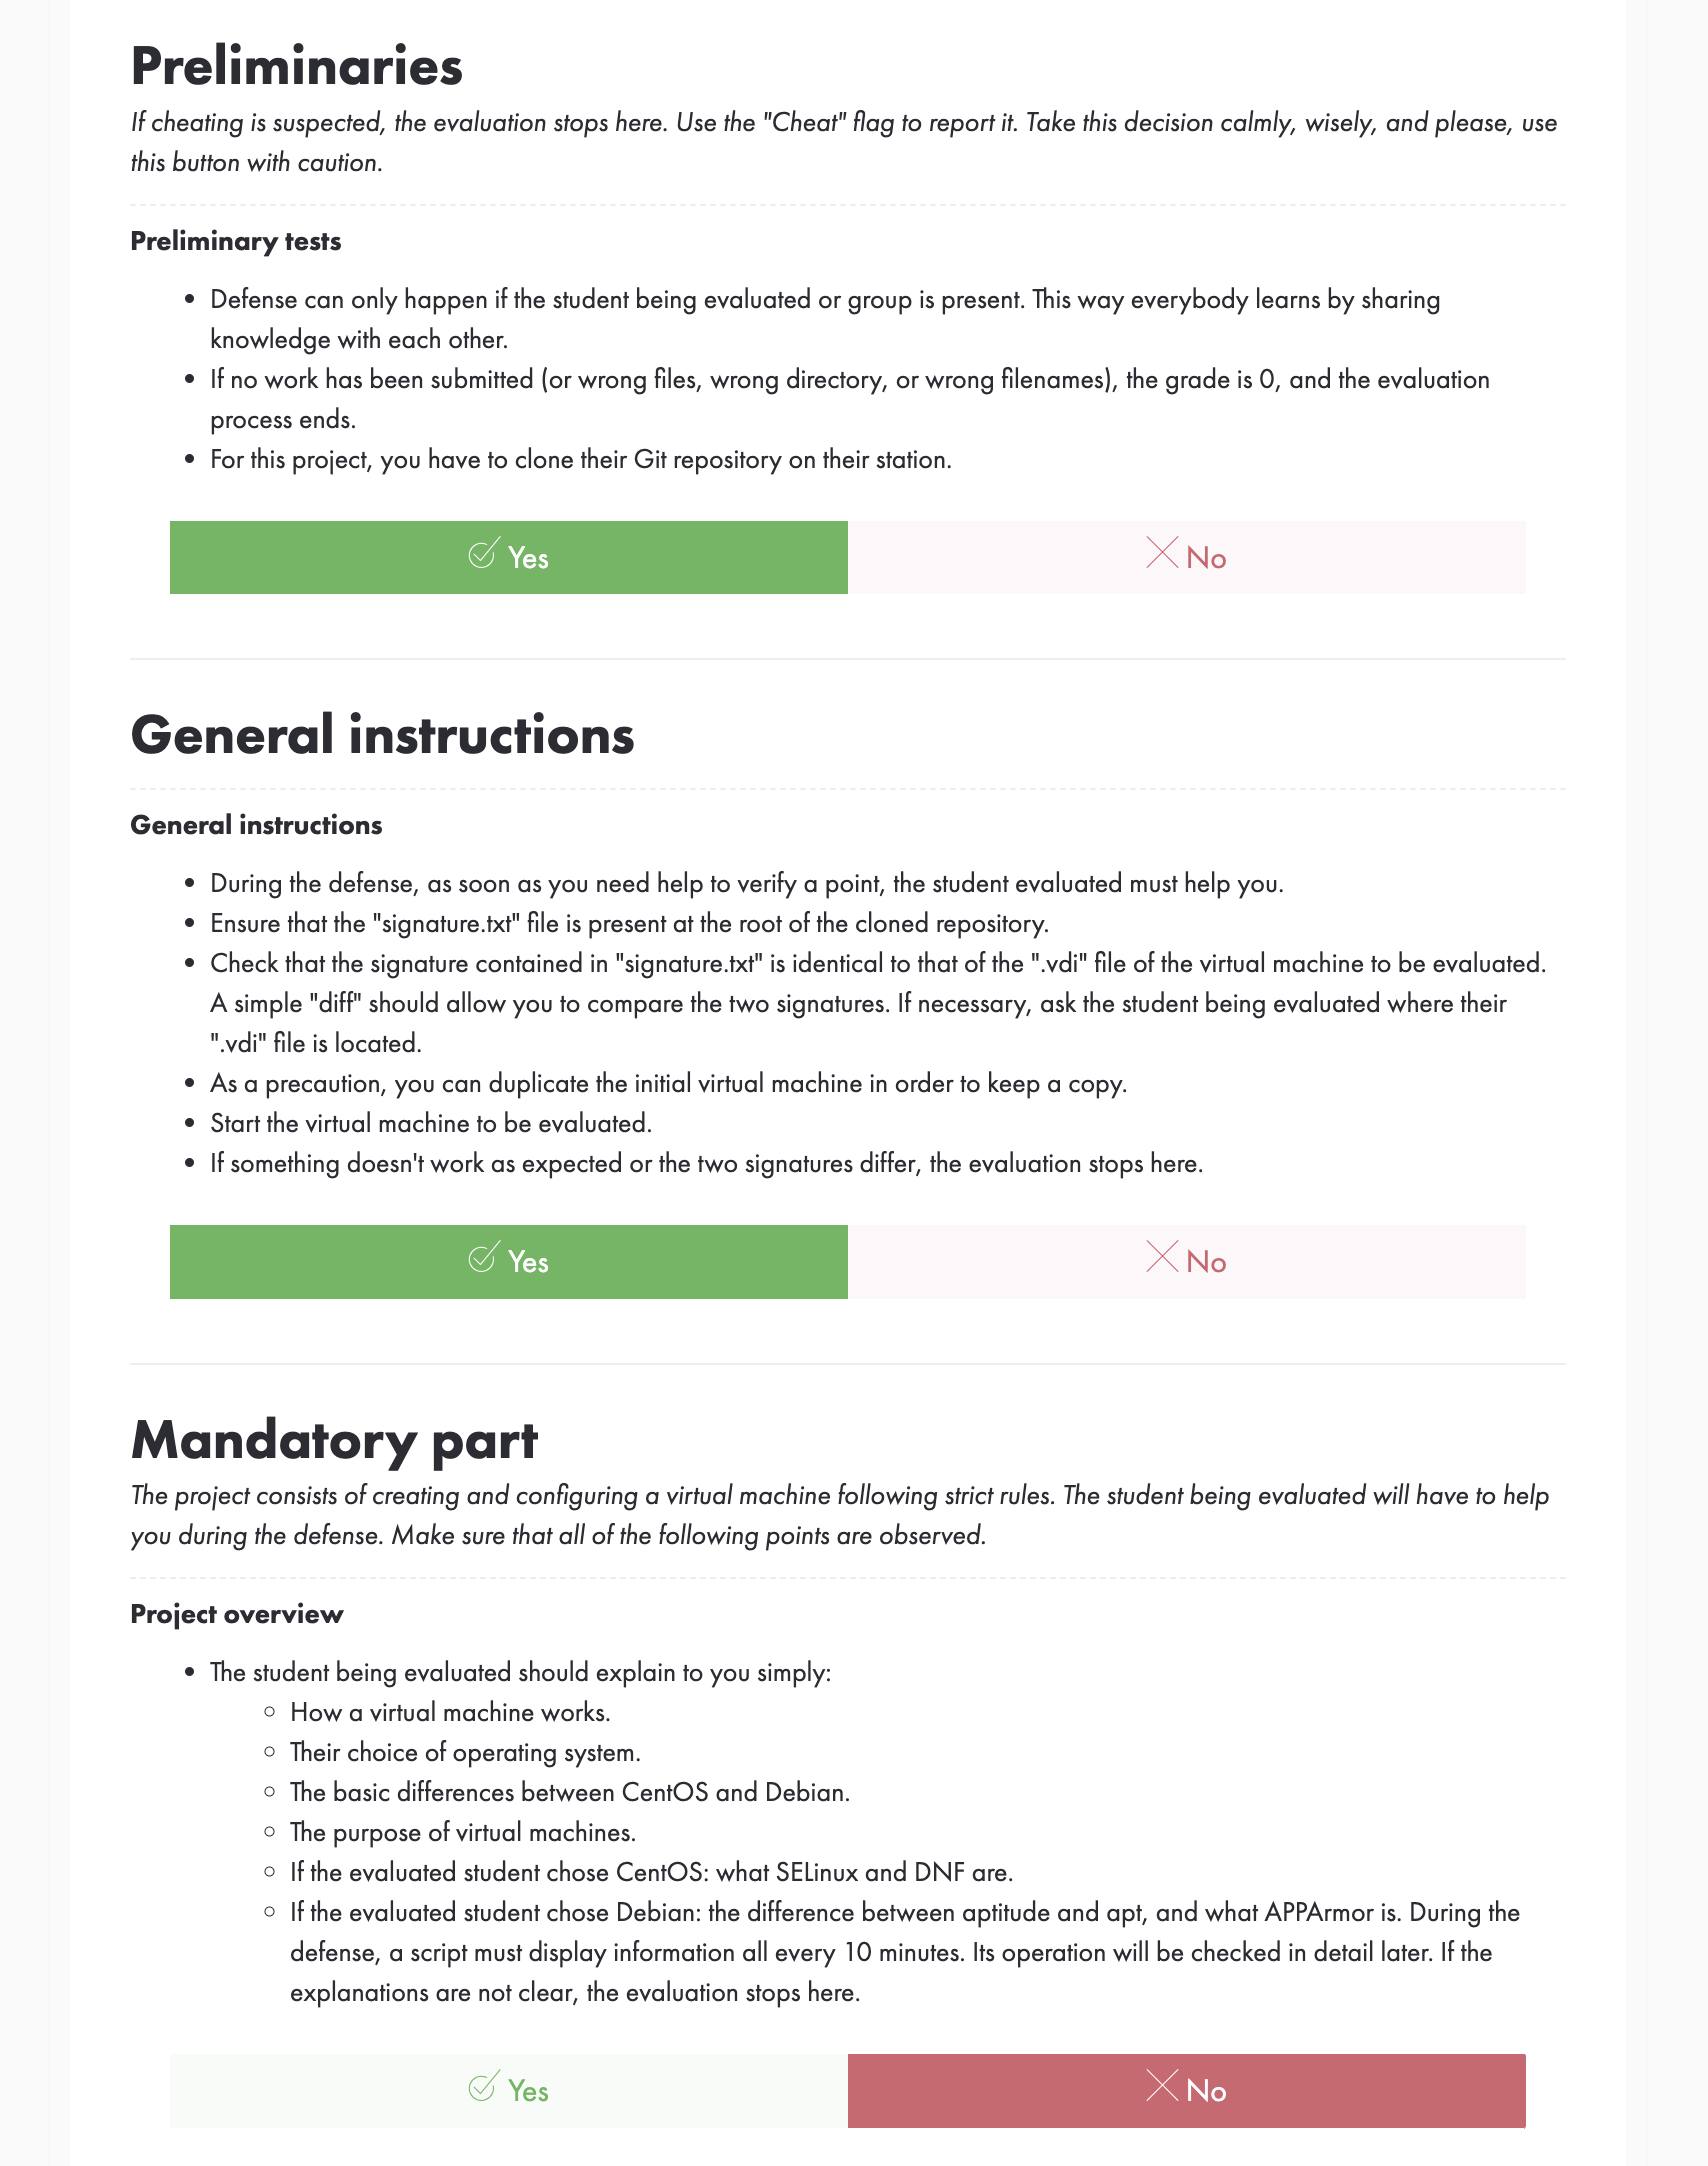 Preliminaries
If cheating is suspected, the evaluation stops here. Use the "Cheat" flag to report it. Take this decision calmly, wisely, and please, use
this button with caution.
Preliminary tests
• Defense can only happen if the student being evaluated or group is present. This way everybody learns by sharing
knowledge with each other.
• If no work has been submitted (or wrong files, wrong directory, or wrong filenames), the grade is 0, and the evaluation
process ends.
• For this project, you have to clone their Git repository on their station.
Yes
No
General instructions
General instructions
• During the defense, as soon as you need help to verify a point, the student evaluated must help you.
• Ensure that the "signature.txt" file is present at the root of the cloned repository.
• Check that the signature contained in "signature.txt" is identical to that of the ".vdi" file of the virtual machine to be evaluated.
A simple "diff" should allow you to compare the two signatures. If necessary, ask the student being evaluated where their
".vdi" file is located.
• As a precaution, you can duplicate the initial virtual machine in order to keep a copy.
• Start the virtual machine to be evaluated.
• If something doesn't work as expected or the two signatures differ, the evaluation stops here.
Yes
No
Mandatory part
The project consists of creating and configuring a virtual machine following strict rules. The student being evaluated will have to help
you during the defense. Make sure that all of the following points are observed.
Project overview
• The student being evaluated should explain to you simply:
◦ How a virtual machine works.
◦ Their choice of operating system.
◦ The basic differences between CentOS and Debian.
◦ The purpose of virtual machines.
◦ If the evaluated student chose CentOS: what SELinux and DNF are.
◦ If the evaluated student chose Debian: the difference between aptitude and apt, and what APPArmor is. During the
defense, a script must display information all every 10 minutes. Its operation will be checked in detail later. If the
explanations are not clear, the evaluation stops here.
Yes
No